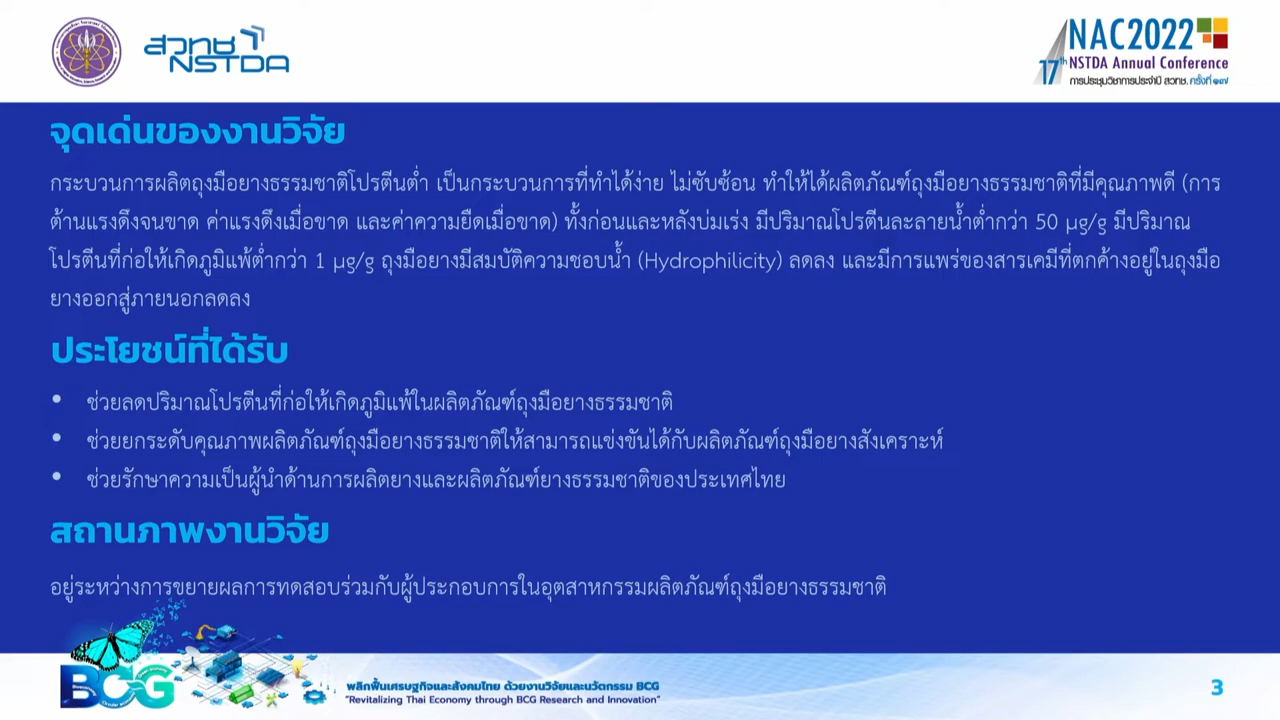 สวทช
NSTDA
NAC2022
17th NSTDA Annual Conference
การประชุมวิชาการประจำปี สวทช. ครั้งที่ ๑๗
จุดเด่นของงานวิจัย
กระบวนการผลิตถุงมือยางธรรมชาติโปรตีนต่ำ เป็นกระบวนการที่ทำได้ง่าย ไม่ซับซ้อน ทำให้ได้ผลิตภัณฑ์ถุงมือยางธรรมชาติที่มีคุณภาพดี (การ
ด้านแรงดึงจนขาด ค่าแรงดึงเมื่อขาด และค่าความยืดเมื่อขาด) ทั้งก่อนและหลังบ่มเร่ง มีปริมาณโปรตีนละลายน้ำต่ำกว่า 50 µg/g มีปริมาณ
โปรตีนที่ก่อให้เกิดภูมิแพ้ต่ำกว่า 1 µg/g ถุงมือยางมีสมบัติความชอบน้ำ (Hydrophilicity) ลดลง และมีการแพร่ของสารเคมีที่ตกค้างอยู่ในถุงมือ
ยางออกสู่ภายนอกลดลง
ประโยชน์ที่ได้รับ
• ช่วยลดปริมาณโปรตีนที่ก่อให้เกิดภูมิแพ้ในผลิตภัณฑ์ถุงมือยางธรรมชาติ
• ช่วยยกระดับคุณภาพผลิตภัณฑ์ถุงมือยางธรรมชาติให้สามารถแข่งขันได้กับผลิตภัณฑ์ถุงมือยางสังเคราะห์
• ช่วยรักษาความเป็นผู้นำด้านการผลิตยางและผลิตภัณฑ์ยางธรรมชาติของประเทศไทย
สถานภาพงานวิจัย
อยู่ระหว่างการขยายผลการทดสอบร่วมกับผู้ประกอบการในอุตสาหกรรมผลิตภัณฑ์ถุงมือยางธรรมชาติ
BCG
พลิกฟื้นเศรษฐกิจและสังคมไทย ด้วยงานวิจัยและนวัตกรรม BCG
"Revitalizing Thai Economy through BCG Research and Innovation"
3